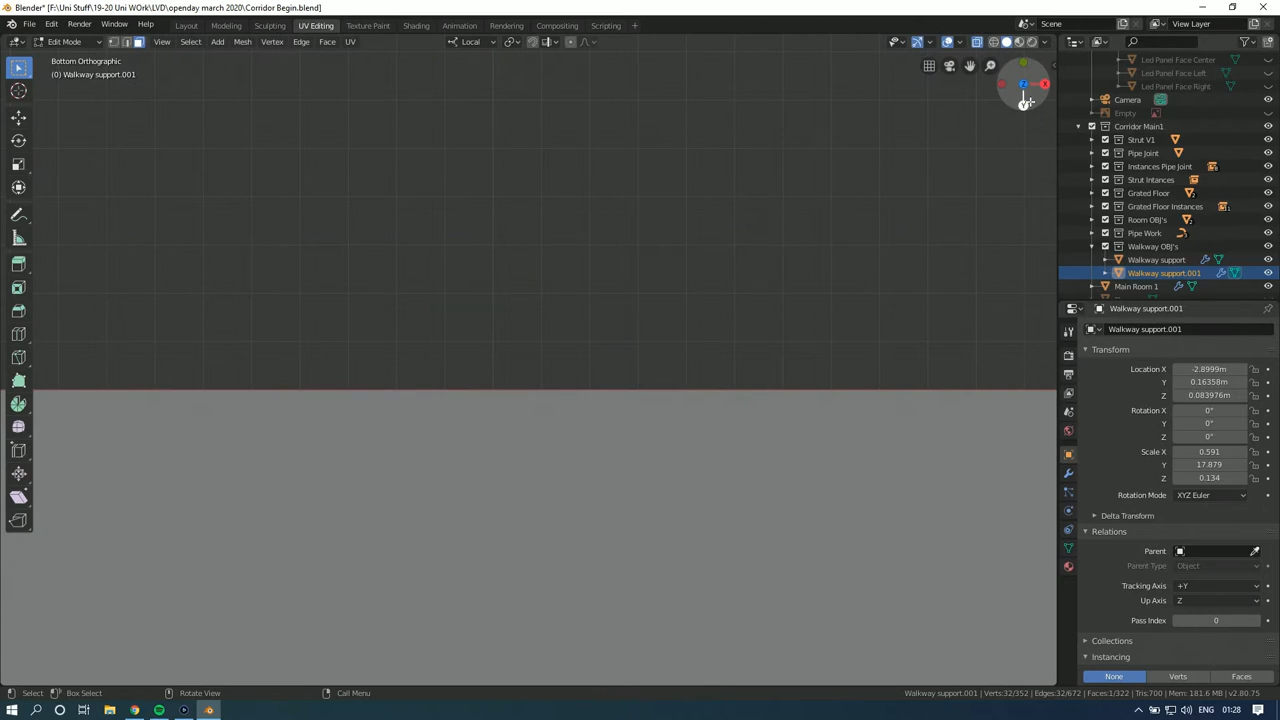 Blender* [F:\Uni Stuff\19-20 Uni WOrk\LVD\openday march 2020\Corridor Begin.blend]
File Edit Render Window Help Layout Modeling Sculpting UV Editing Texture Paint Shading Animation Rendering Compositing Scripting + Scene View Layer
Edit Mode View Select Add Mesh Vertex Edge Face UV Local
Bottom Orthographic
(0) Walkway support.001
X
Y
Z
Led Panel Face Center
Led Panel Face Left
Led Panel Face Right
Camera
Empty
Corridor Main1
Strut V1
Pipe Joint
Instances Pipe Joint
Strut Intances
Grated Floor
Grated Floor Instances
Room OBJ's
Pipe Work
Walkway OBJ's
Walkway support
Walkway support.001
Main Room 1
Walkway support.001
Walkway support.001
Transform
Location X -2.8999m
Y 0.16358m
Z 0.083976m
Rotation X 0°
Y 0°
Z 0°
Scale X 0.591
Y 17.879
Z 0.134
Rotation Mode XYZ Euler
Delta Transform
Relations
Parent
Parent Type Object
Tracking Axis +Y
Up Axis Z
Pass Index 0
Collections
Instancing
None Verts Faces
Select Box Select Rotate View Call Menu Walkway support.001 | Verts:32/352 | Edges:32/672 | Faces:1/322 | Tris:700 | Mem: 181.6 MB | v2.80.75
ENG 01:28